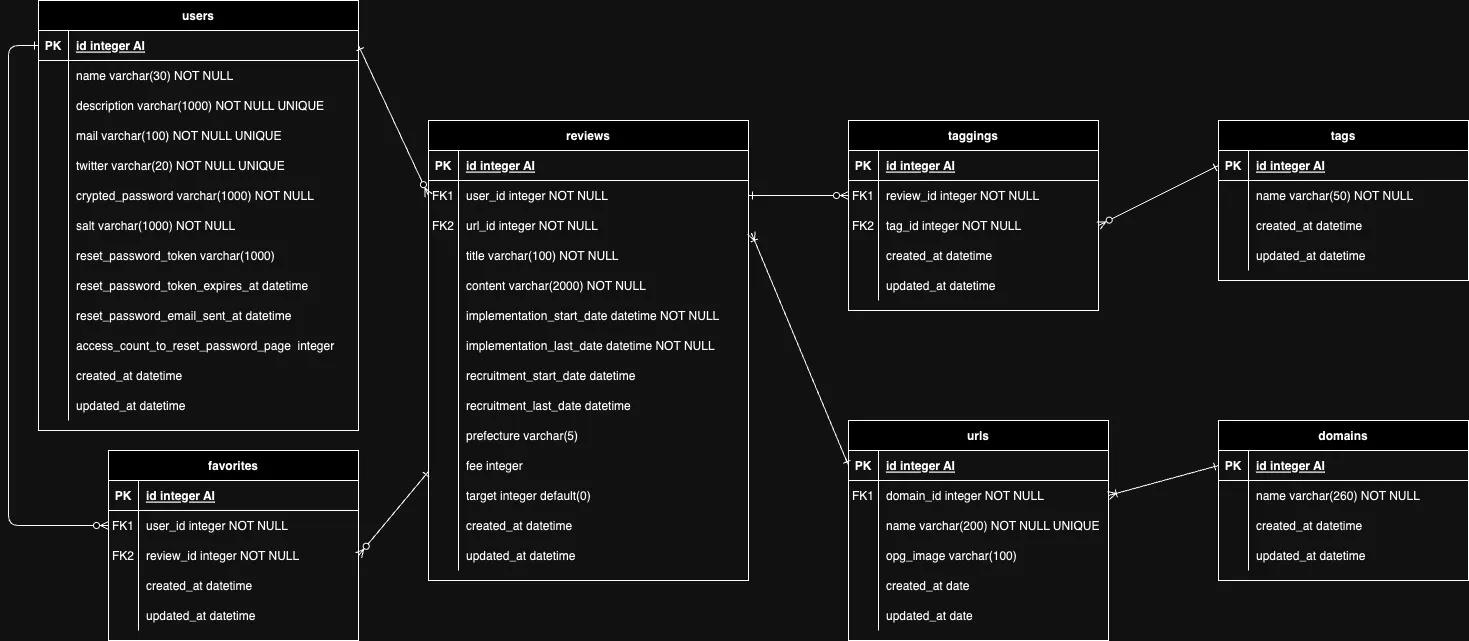 users
PK id integer AI
name varchar(30) NOT NULL
description varchar(1000) NOT NULL UNIQUE
mail varchar(100) NOT NULL UNIQUE
twitter varchar(20) NOT NULL UNIQUE
crypted_password varchar(1000) NOT NULL
salt varchar(1000) NOT NULL
reset_password_token varchar(1000)
reset_password_token_expires_at datetime
reset_password_email_sent_at datetime
access_count_to_reset_password_page  integer
created_at datetime
updated_at datetime
favorites
PK id integer AI
FK1 user_id integer NOT NULL
FK2 review_id integer NOT NULL
created_at datetime
updated_at datetime
reviews
PK id integer AI
FK1 user_id integer NOT NULL
FK2 url_id integer NOT NULL
title varchar(100) NOT NULL
content varchar(2000) NOT NULL
implementation_start_date datetime NOT NULL
implementation_last_date datetime NOT NULL
recruitment_start_date datetime
recruitment_last_date datetime
prefecture varchar(5)
fee integer
target integer default(0)
created_at datetime
updated_at datetime
taggings
PK id integer AI
FK1 review_id integer NOT NULL
FK2 tag_id integer NOT NULL
created_at datetime
updated_at datetime
tags
PK id integer AI
name varchar(50) NOT NULL
created_at datetime
updated_at datetime
urls
PK id integer AI
FK1 domain_id integer NOT NULL
name varchar(200) NOT NULL UNIQUE
opg_image varchar(100)
created_at date
updated_at date
domains
PK id integer AI
name varchar(260) NOT NULL
created_at datetime
updated_at datetime